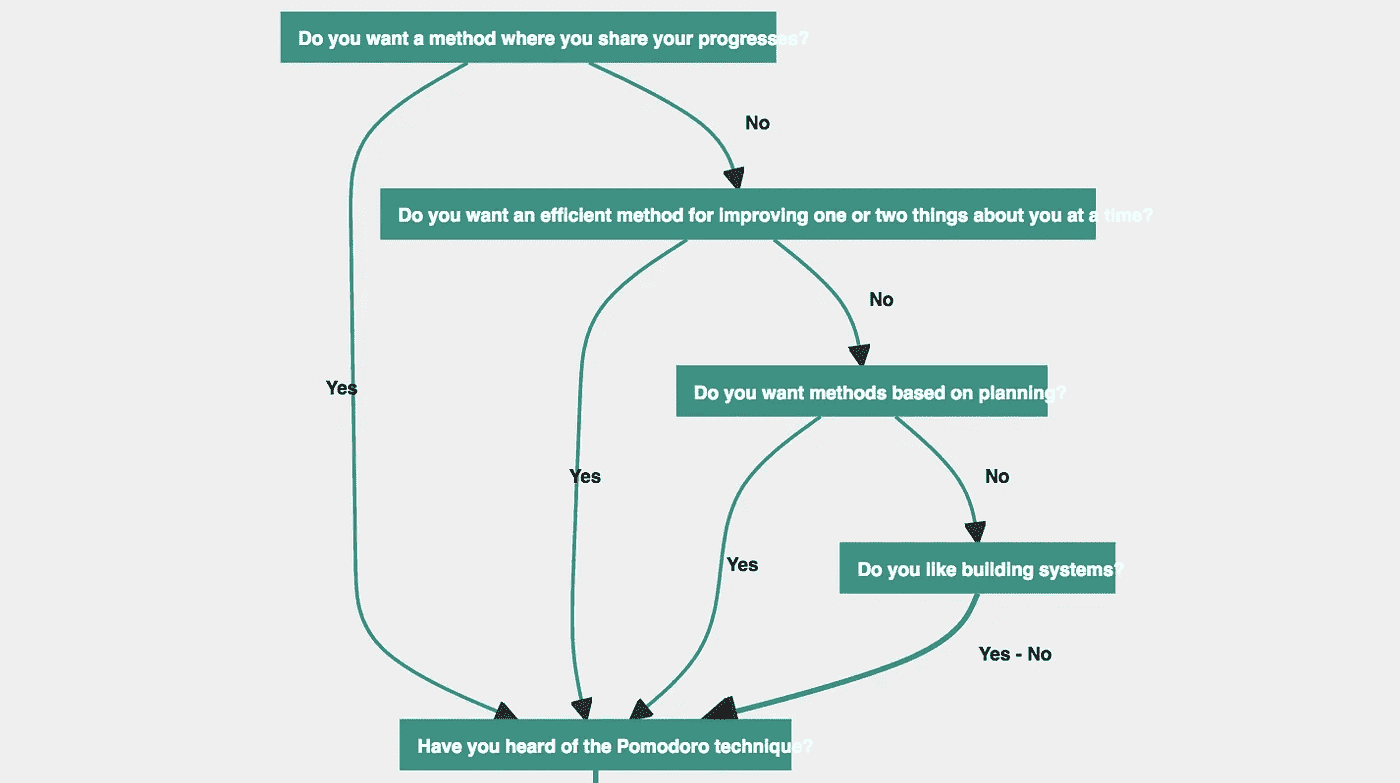 Do you want a method where you share your progresses?
No
Do you want an efficient method for improving one or two things about you at a time?
No
Yes
Do you want methods based on planning?
Yes
No
Yes
Do you like building systems?
Yes - No
Have you heard of the Pomodoro technique?